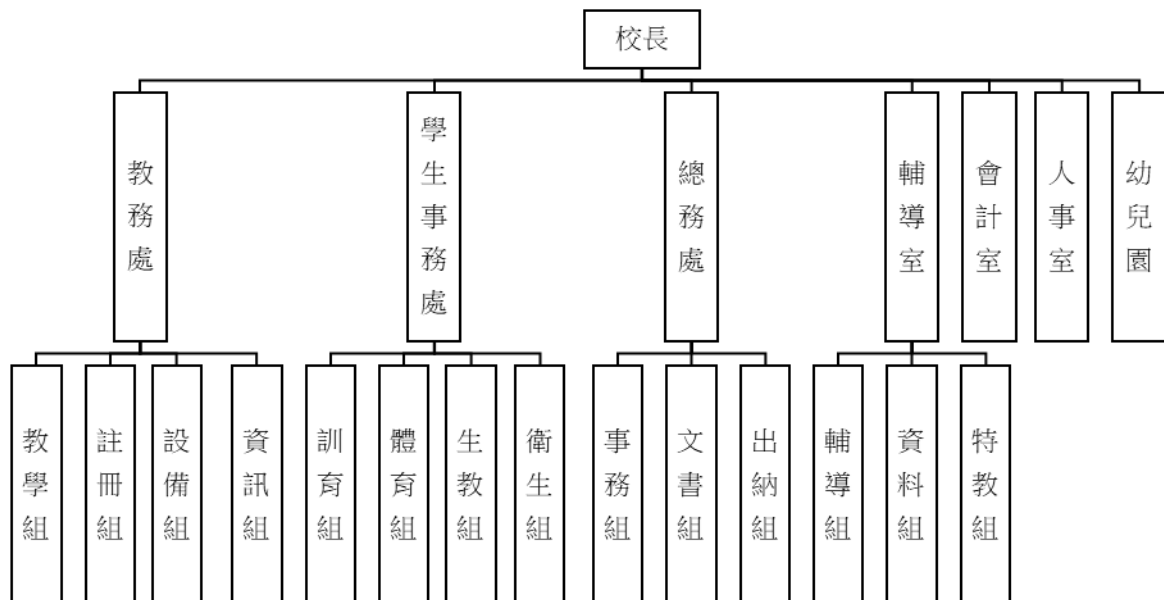 校長
教務處
學生事務處
總務處
輔導室
會計室
人事室
幼兒園
教學組
註冊組
設備組
資訊組
訓育組
體育組
生教組
衛生組
事務組
文書組
出納組
輔導組
資料組
特教組